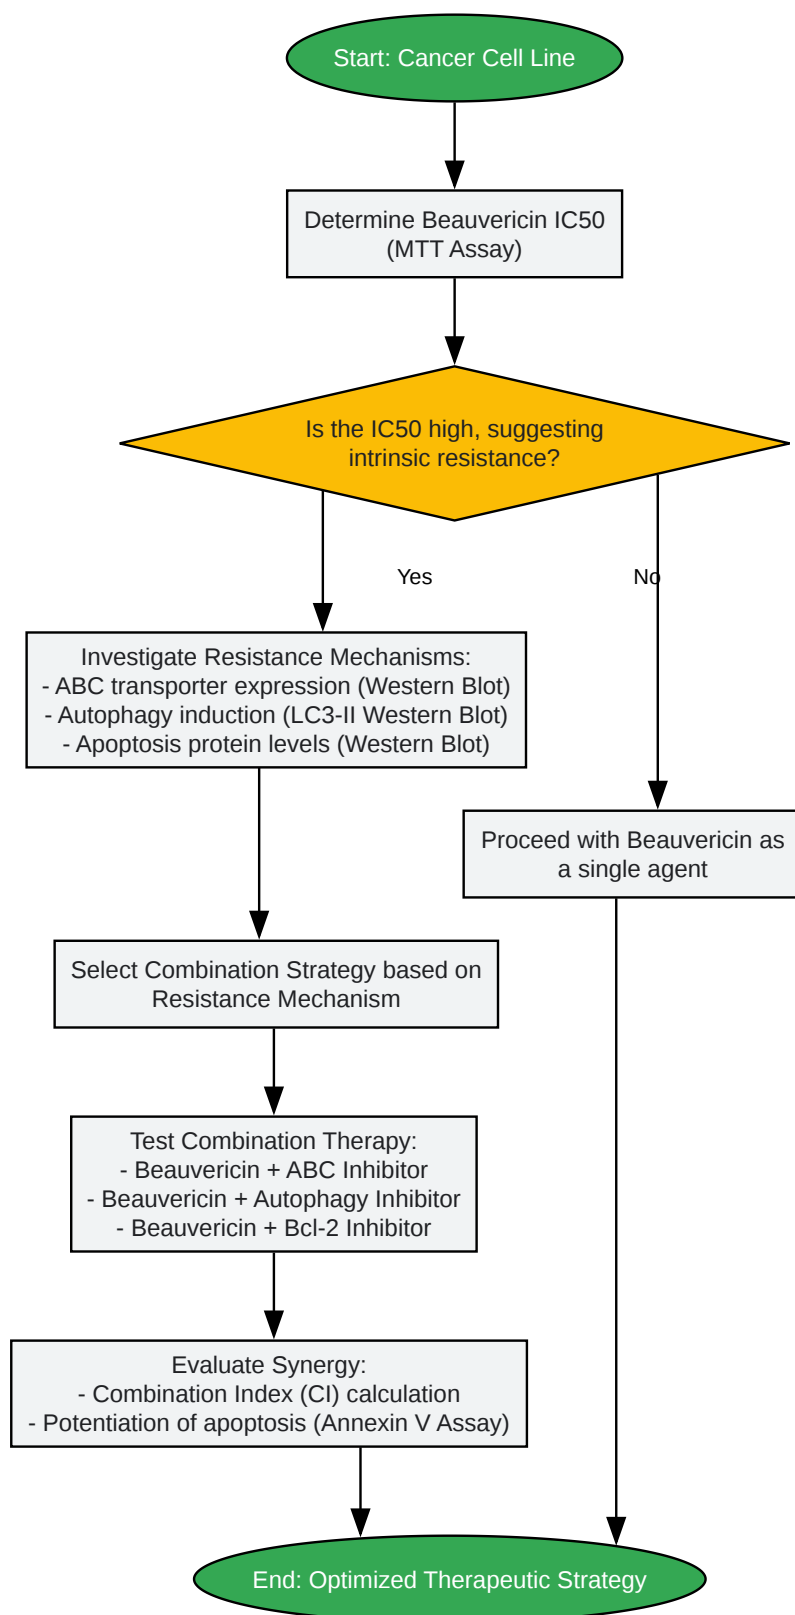 Start: Cancer Cell Line
Determine Beauvericin IC50
(MTT Assay)
Is the IC50 high, suggesting
intrinsic resistance?
Yes
No
Investigate Resistance Mechanisms:
- ABC transporter expression (Western Blot)
- Autophagy induction (LC3-II Western Blot)
- Apoptosis protein levels (Western Blot)
Proceed with Beauvericin as
a single agent
Select Combination Strategy based on
Resistance Mechanism
Test Combination Therapy:
- Beauvericin + ABC Inhibitor
- Beauvericin + Autophagy Inhibitor
- Beauvericin + Bcl-2 Inhibitor
Evaluate Synergy:
- Combination Index (CI) calculation
- Potentiation of apoptosis (Annexin V Assay)
End: Optimized Therapeutic Strategy